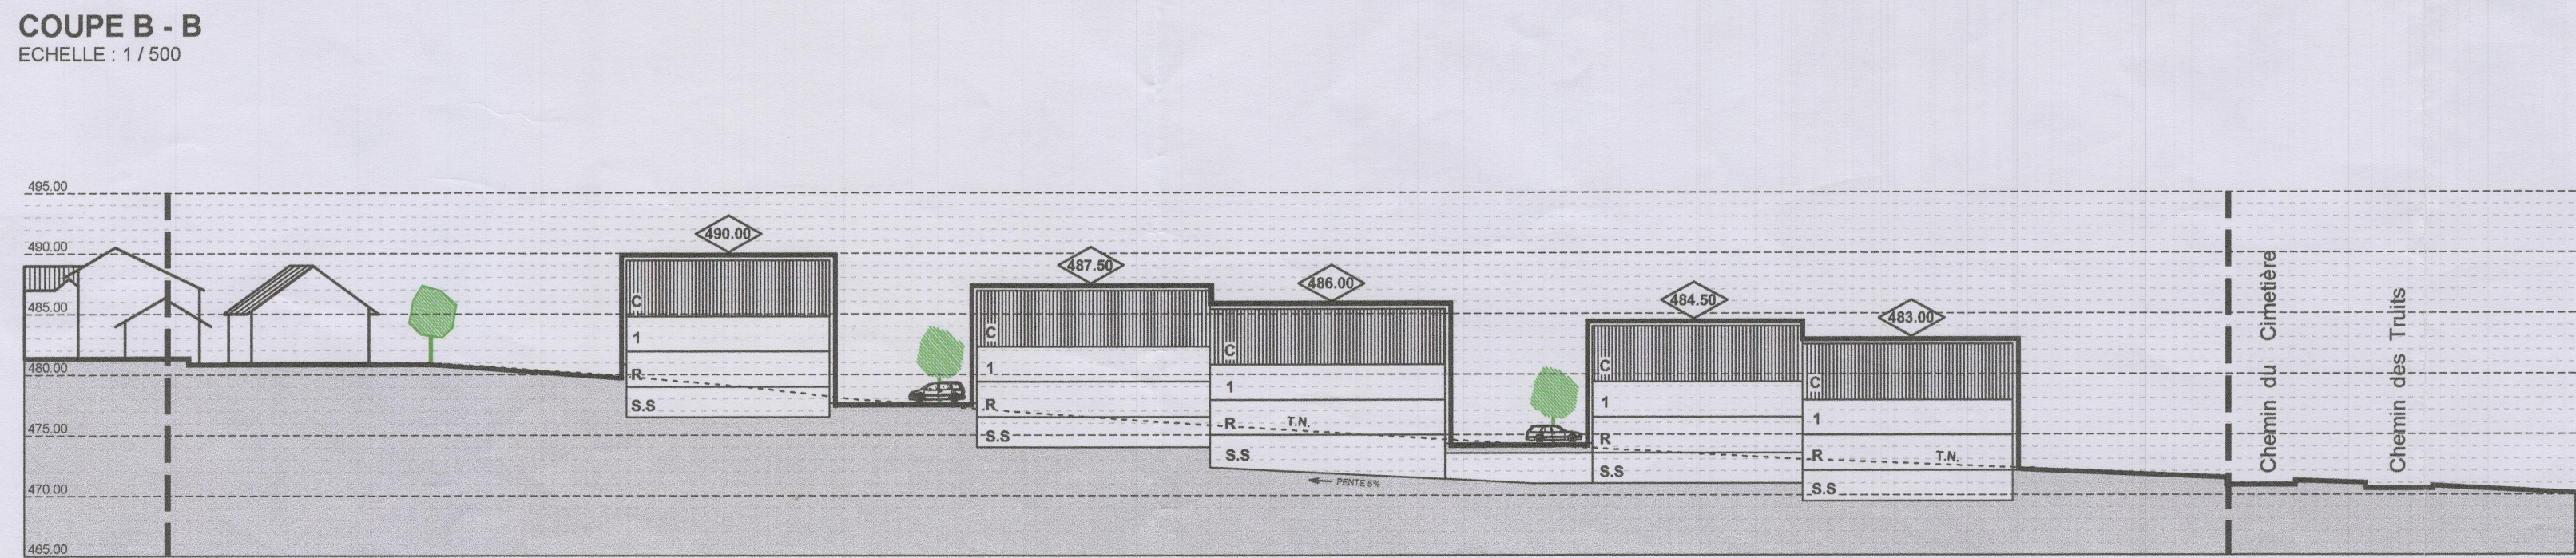 COUPE B - B
ECHELLE : 1 / 500
495.00
490.00
485.00
480.00
475.00
470.00
465.00
490.00
C
1
R
S.S
487.50
C
1
R
S.S
486.00
C
1
R
T.N.
S.S
PENTE 5%
484.50
C
1
R
S.S
483.00
C
1
R
T.N.
S.S
Chemin du Cimetière
Chemin des Truits